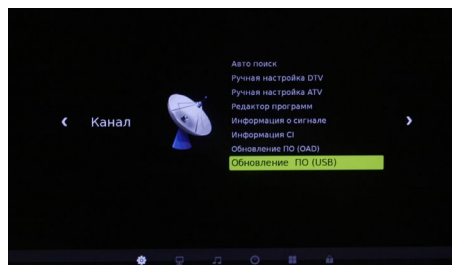 Авто поиск
Ручная настройка DTV
Ручная настройка ATV
Редактор программ
Канал
Информация о сигнале
Информация CI
Обновление ПО (OAD)
Обновление ПО (USB)